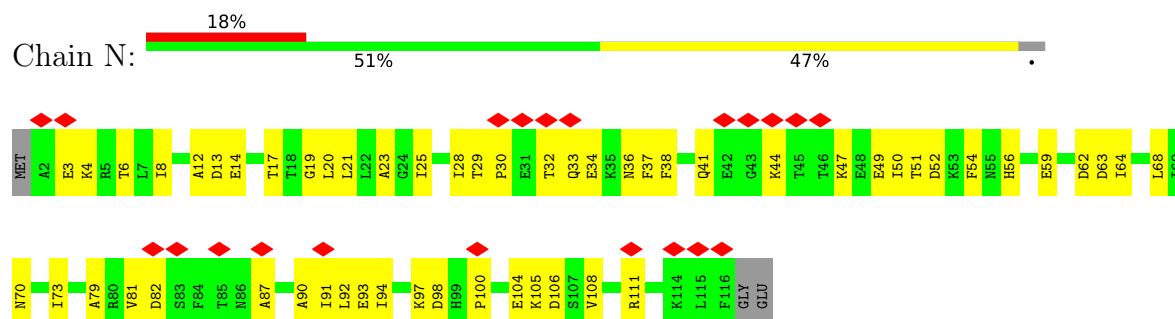 18%
Chain N:
51% 47% •
MET A2 E3 K4 R5 T6 L7 I8 A12 D13 E14 T17 T18 G19 L20 L21 L22 A23 G24 I25 I28 T29 P30 E31 T32 Q33 E34 K35 N36 F37 F38 Q41 E42 G43 K44 T45 T46 K47 E48 E49 I50 T51 D52 K53 F54 N55 H56 E59 D62 D63 I64 L68
N70 I73 A79 R80 V81 D82 S83 F84 T85 N86 A87 A90 I91 L92 E93 I94 K97 D98 H99 P100 E104 K105 D106 S107 V108 R111 K114 L115 F116 GLY GLU